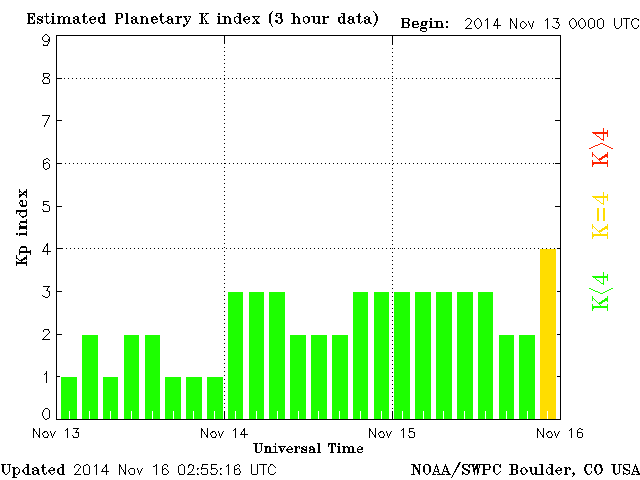 Estimated Planetary K index (3 hour data) Begin: 2014 Nov 13 0000 UTC
9
8
7
6
5
4
3
2
1
0
Kp index
K>4
K=4
K<4
Nov 13 Nov 14 Nov 15 Nov 16
Universal Time
Updated 2014 Nov 16 02:55:16 UTC NOAA/SWPC Boulder, CO USA